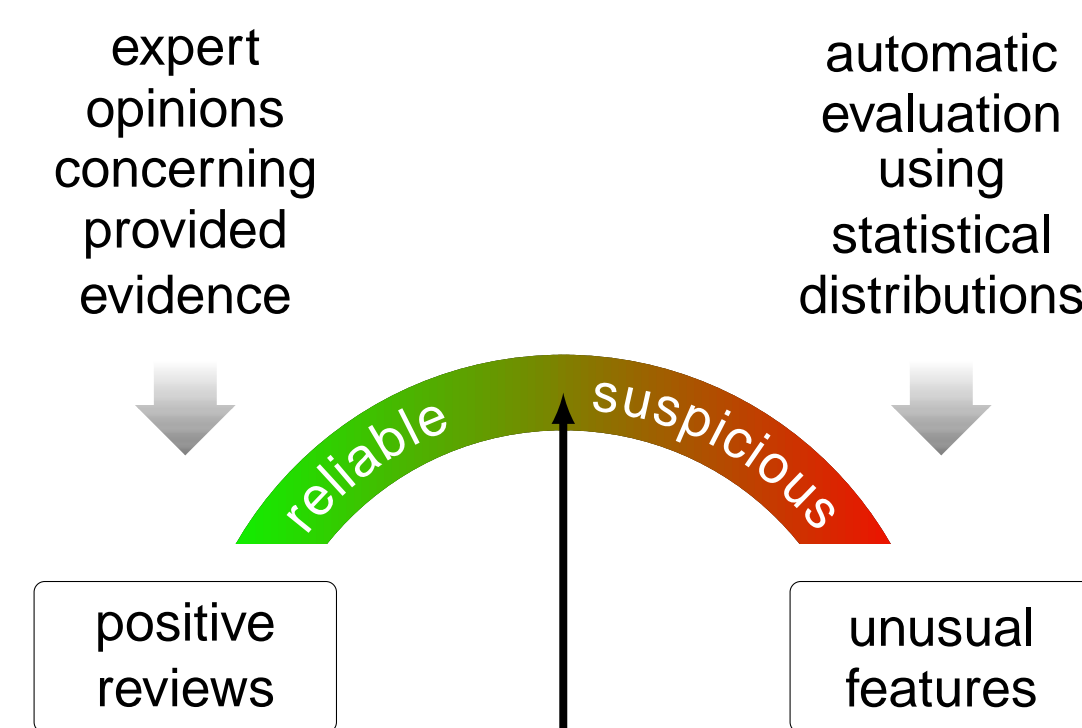 expert
opinions
concerning
provided
evidence
automatic
evaluation
using
statistical
distributions
reliable
suspicious
positive
reviews
unusual
features